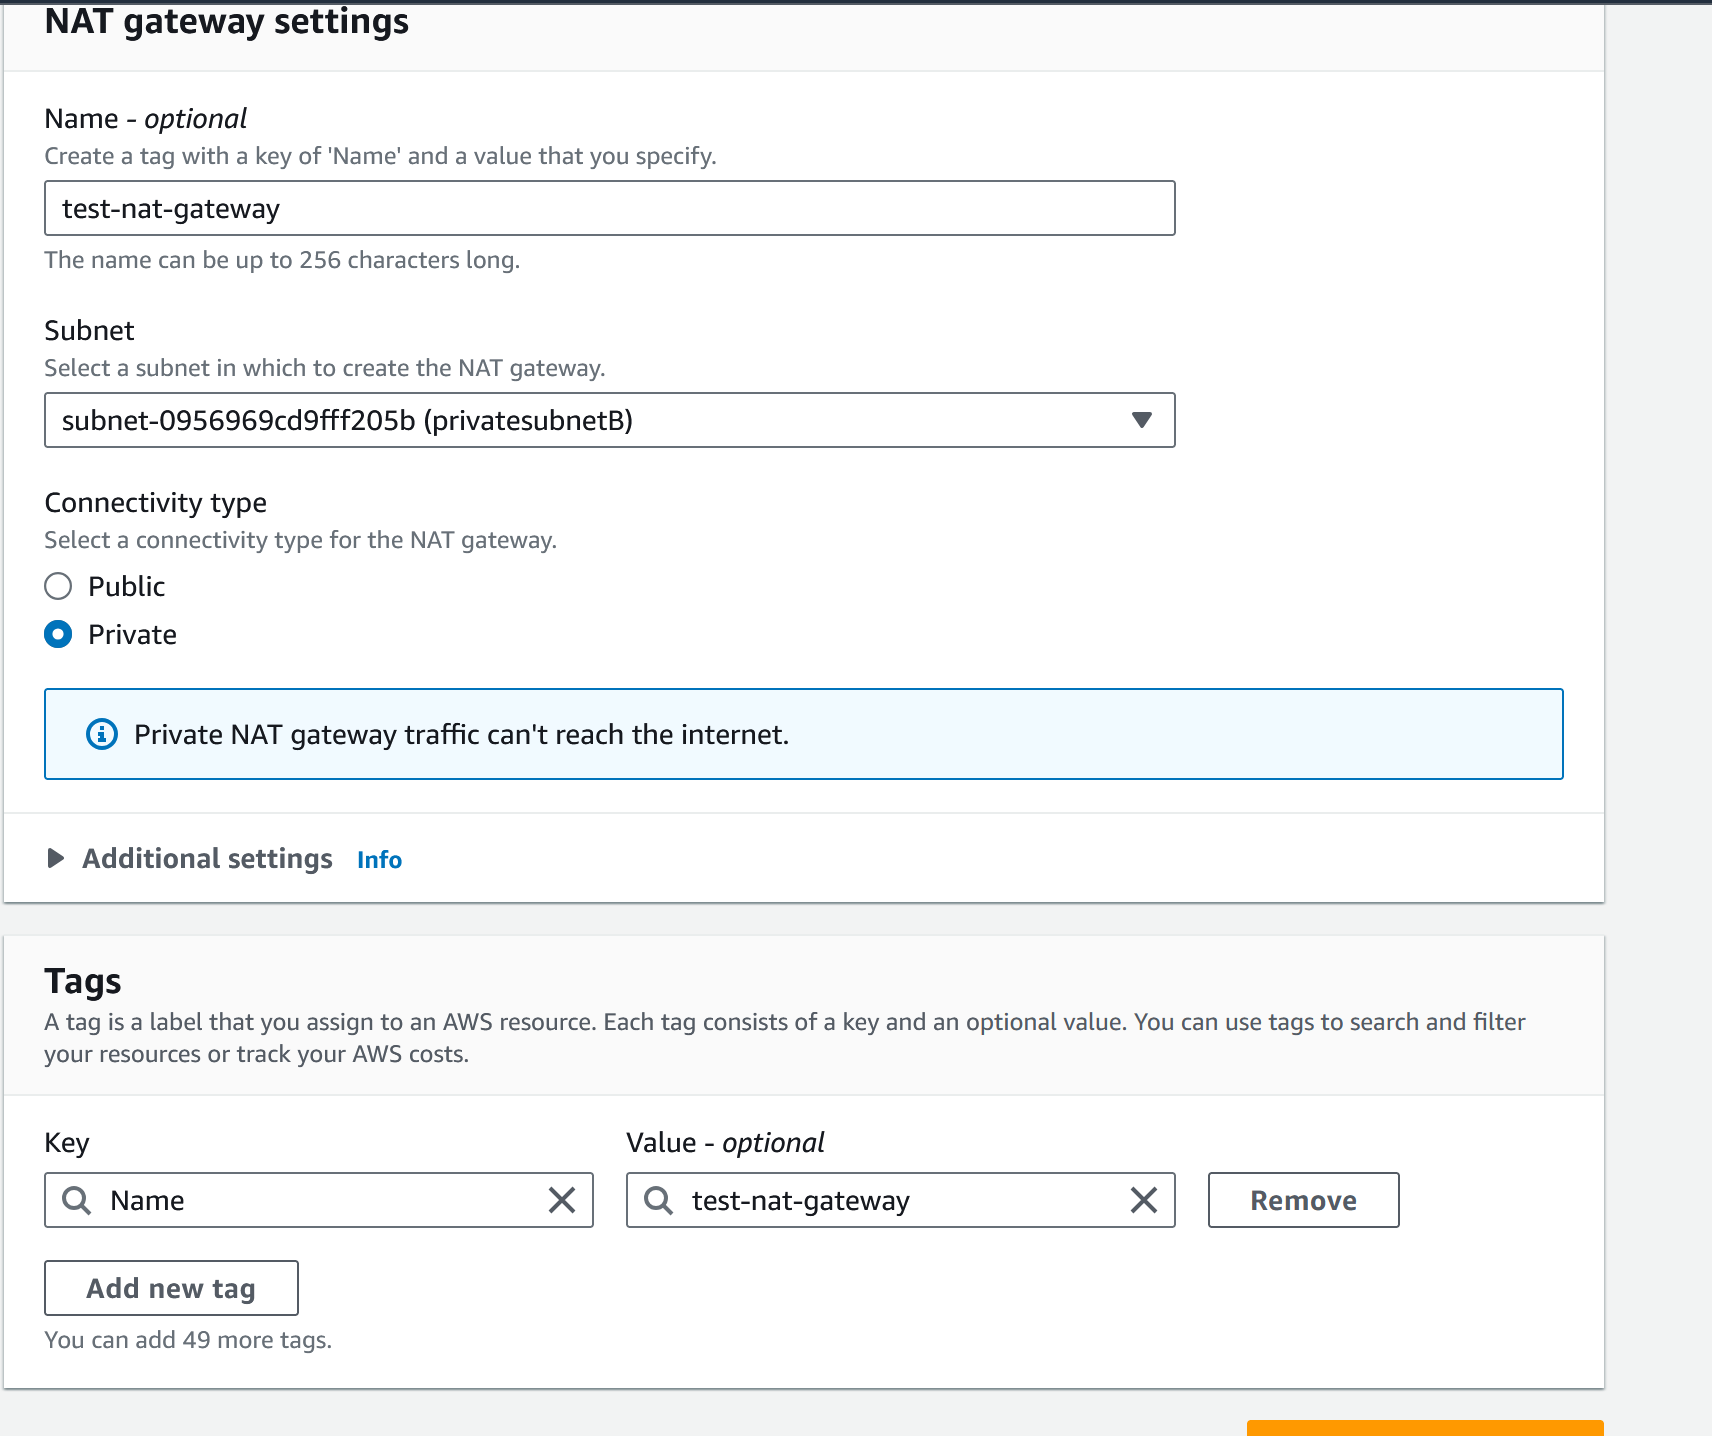 NAT gateway settings
Name - optional
Create a tag with a key of 'Name' and a value that you specify.
test-nat-gateway
The name can be up to 256 characters long.
Subnet
Select a subnet in which to create the NAT gateway.
subnet-0956969cd9fff205b (privatesubnetB)
Connectivity type
Select a connectivity type for the NAT gateway.
Public
Private
Private NAT gateway traffic can't reach the internet.
Additional settings Info
Tags
A tag is a label that you assign to an AWS resource. Each tag consists of a key and an optional value. You can use tags to search and filter
your resources or track your AWS costs.
Key Value - optional
Name test-nat-gateway Remove
Add new tag
You can add 49 more tags.